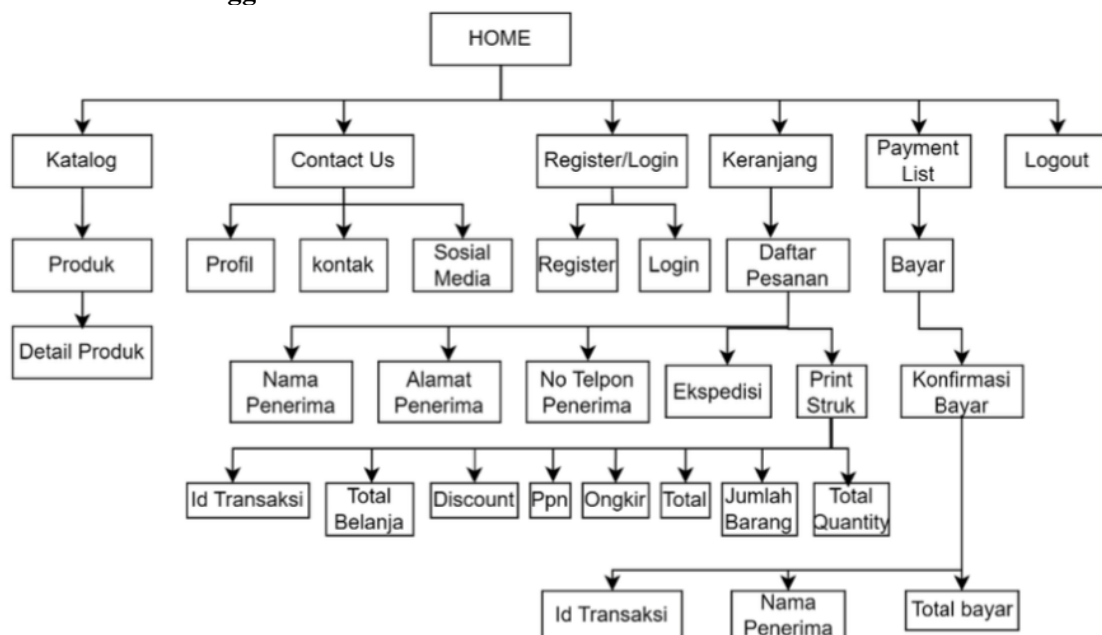 gg
HOME
Katalog
Contact Us
Register/Login
Keranjang
Payment
List
Logout
Produk
Profil
kontak
Sosial
Media
Register
Login
Daftar
Pesanan
Bayar
Detail Produk
Nama
Penerima
Alamat
Penerima
No Telpon
Penerima
Ekspedisi
Print
Struk
Konfirmasi
Bayar
Id Transaksi
Total
Belanja
Discount
Ppn
Ongkir
Total
Jumlah
Barang
Total
Quantity
Id Transaksi
Nama
Penerima
Total bayar